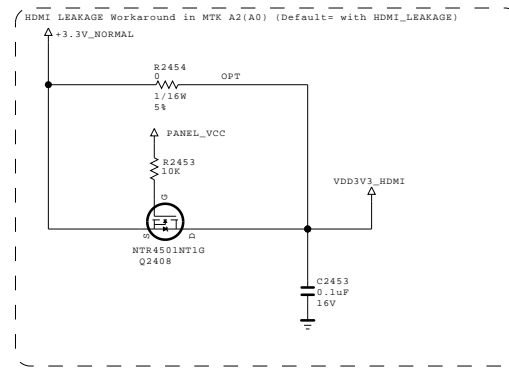 HDMI LEAKAGE Workaround in MTK A2(A0) (Default= with HDMI_LEAKAGE)
+3.3V_NORMAL
R2454
0
OPT
1/16W
5%
PANEL_VCC
R2453
10K
VDD3V3_HDMI
G
S
D
NTR4501NT1G
Q2408
C2453
0.1uF
16V